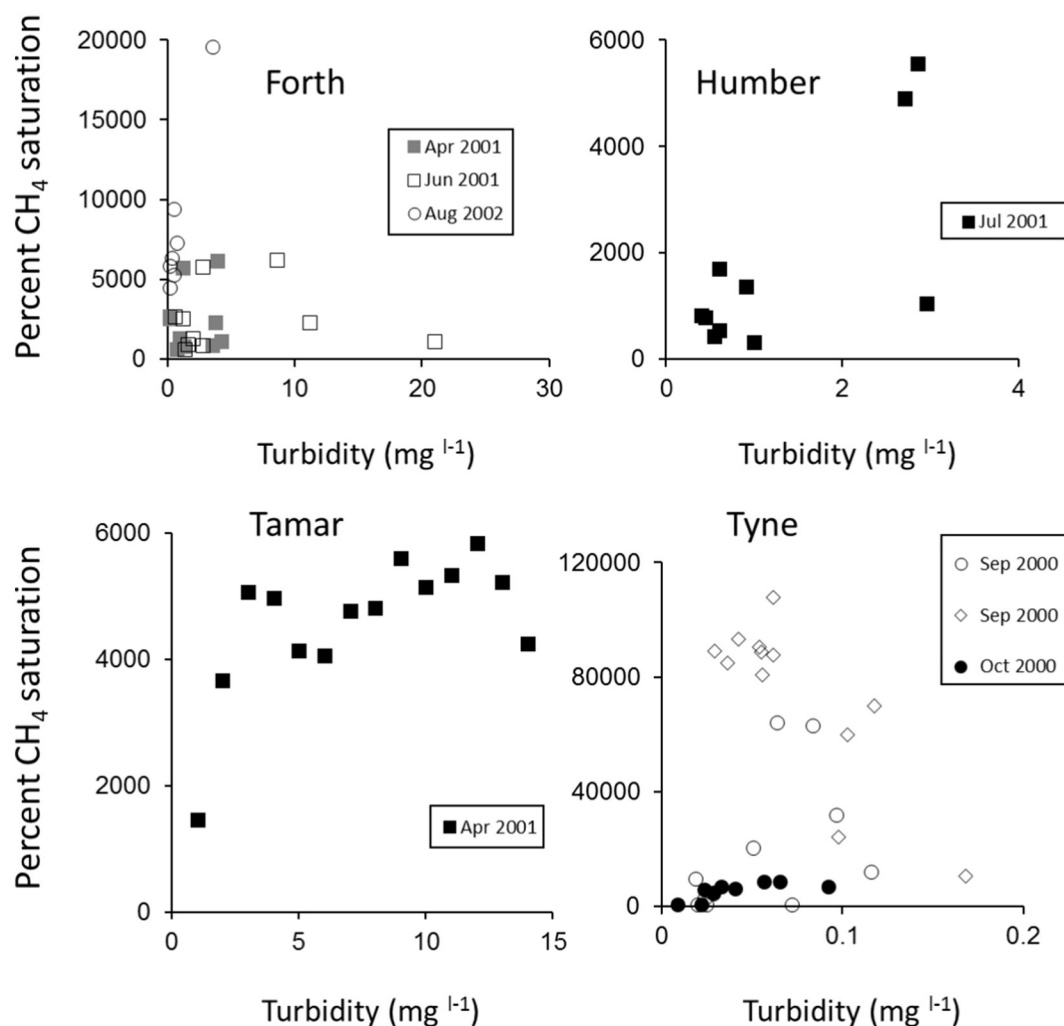 Percent CH₄ saturation
20000
15000
10000
5000
0
Forth
Apr 2001
Jun 2001
Aug 2002
0 10 20 30
Turbidity (mg l-1)
6000
4000
2000
0
Humber
Jul 2001
0 2 4
Turbidity (mg l-1)
Percent CH₄ saturation
6000
4000
2000
0
Tamar
Apr 2001
0 5 10 15
Turbidity (mg l-1)
Tyne
120000
80000
40000
0
Sep 2000
Sep 2000
Oct 2000
0 0.1 0.2
Turbidity (mg l-1)